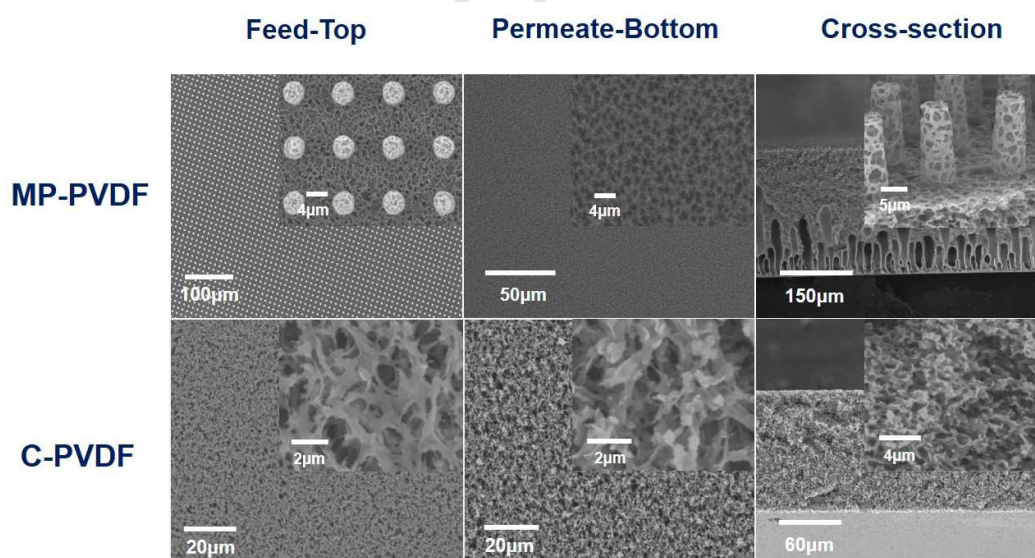 Feed-Top
Permeate-Bottom
Cross-section
MP-PVDF
4μm
100μm
4μm
50μm
5μm
150μm
C-PVDF
2μm
20μm
2μm
20μm
4μm
60μm